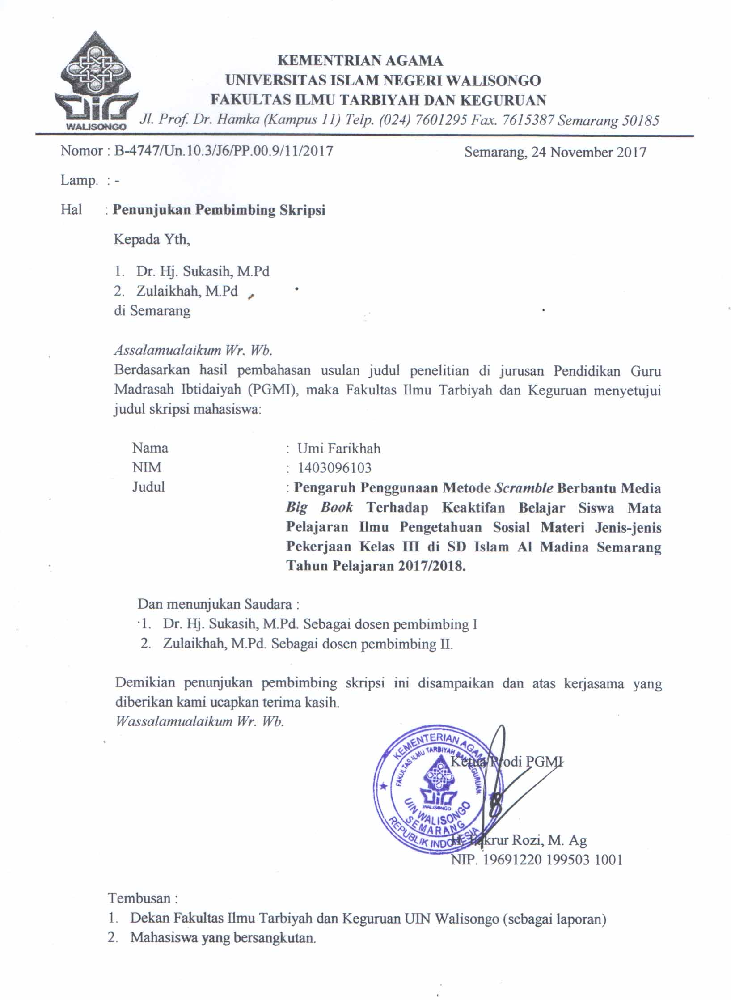 WALISONGO
KEMENTRIAN AGAMA
UNIVERSITAS ISLAM NEGERI WALISONGO
FAKULTAS ILMU TARBIYAH DAN KEGURUAN
Jl. Prof. Dr. Hamka (Kampus 11) Telp. (024) 7601295 Fax. 7615387 Semarang 50185
Nomor : B-4747/Un.10.3/J6/PP.00.9/11/2017 Semarang, 24 November 2017
Lamp. : -
Hal : Penunjukan Pembimbing Skripsi
Kepada Yth,
1. Dr. Hj. Sukasih, M.Pd
2. Zulaikhah, M.Pd
di Semarang
Assalamualaikum Wr. Wb.
Berdasarkan hasil pembahasan usulan judul penelitian di jurusan Pendidikan Guru
Madrasah Ibtidaiyah (PGMI), maka Fakultas Ilmu Tarbiyah dan Keguruan menyetujui
judul skripsi mahasiswa:
Nama : Umi Farikhah
NIM : 1403096103
Judul : Pengaruh Penggunaan Metode Scramble Berbantu Media
Big Book Terhadap Keaktifan Belajar Siswa Mata
Pelajaran Ilmu Pengetahuan Sosial Materi Jenis-jenis
Pekerjaan Kelas III di SD Islam Al Madina Semarang
Tahun Pelajaran 2017/2018.
Dan menunjukan Saudara :
1. Dr. Hj. Sukasih, M.Pd. Sebagai dosen pembimbing I
2. Zulaikhah, M.Pd. Sebagai dosen pembimbing II.
Demikian penunjukan pembimbing skripsi ini disampaikan dan atas kerjasama yang
diberikan kami ucapkan terima kasih.
Wassalamualaikum Wr. Wb.
KEMENTERIAN AGAMA
FAKULTAS ILMU TARBIYAH DAN KEGURUAN
WALISONGO
UIN WALISONGO
SEMARANG
REPUBLIK INDONESIA
Ketua Prodi PGMI
H. Rozi, M. Ag
NIP. 19691220 199503 1001
Tembusan :
1. Dekan Fakultas Ilmu Tarbiyah dan Keguruan UIN Walisongo (sebagai laporan)
2. Mahasiswa yang bersangkutan.